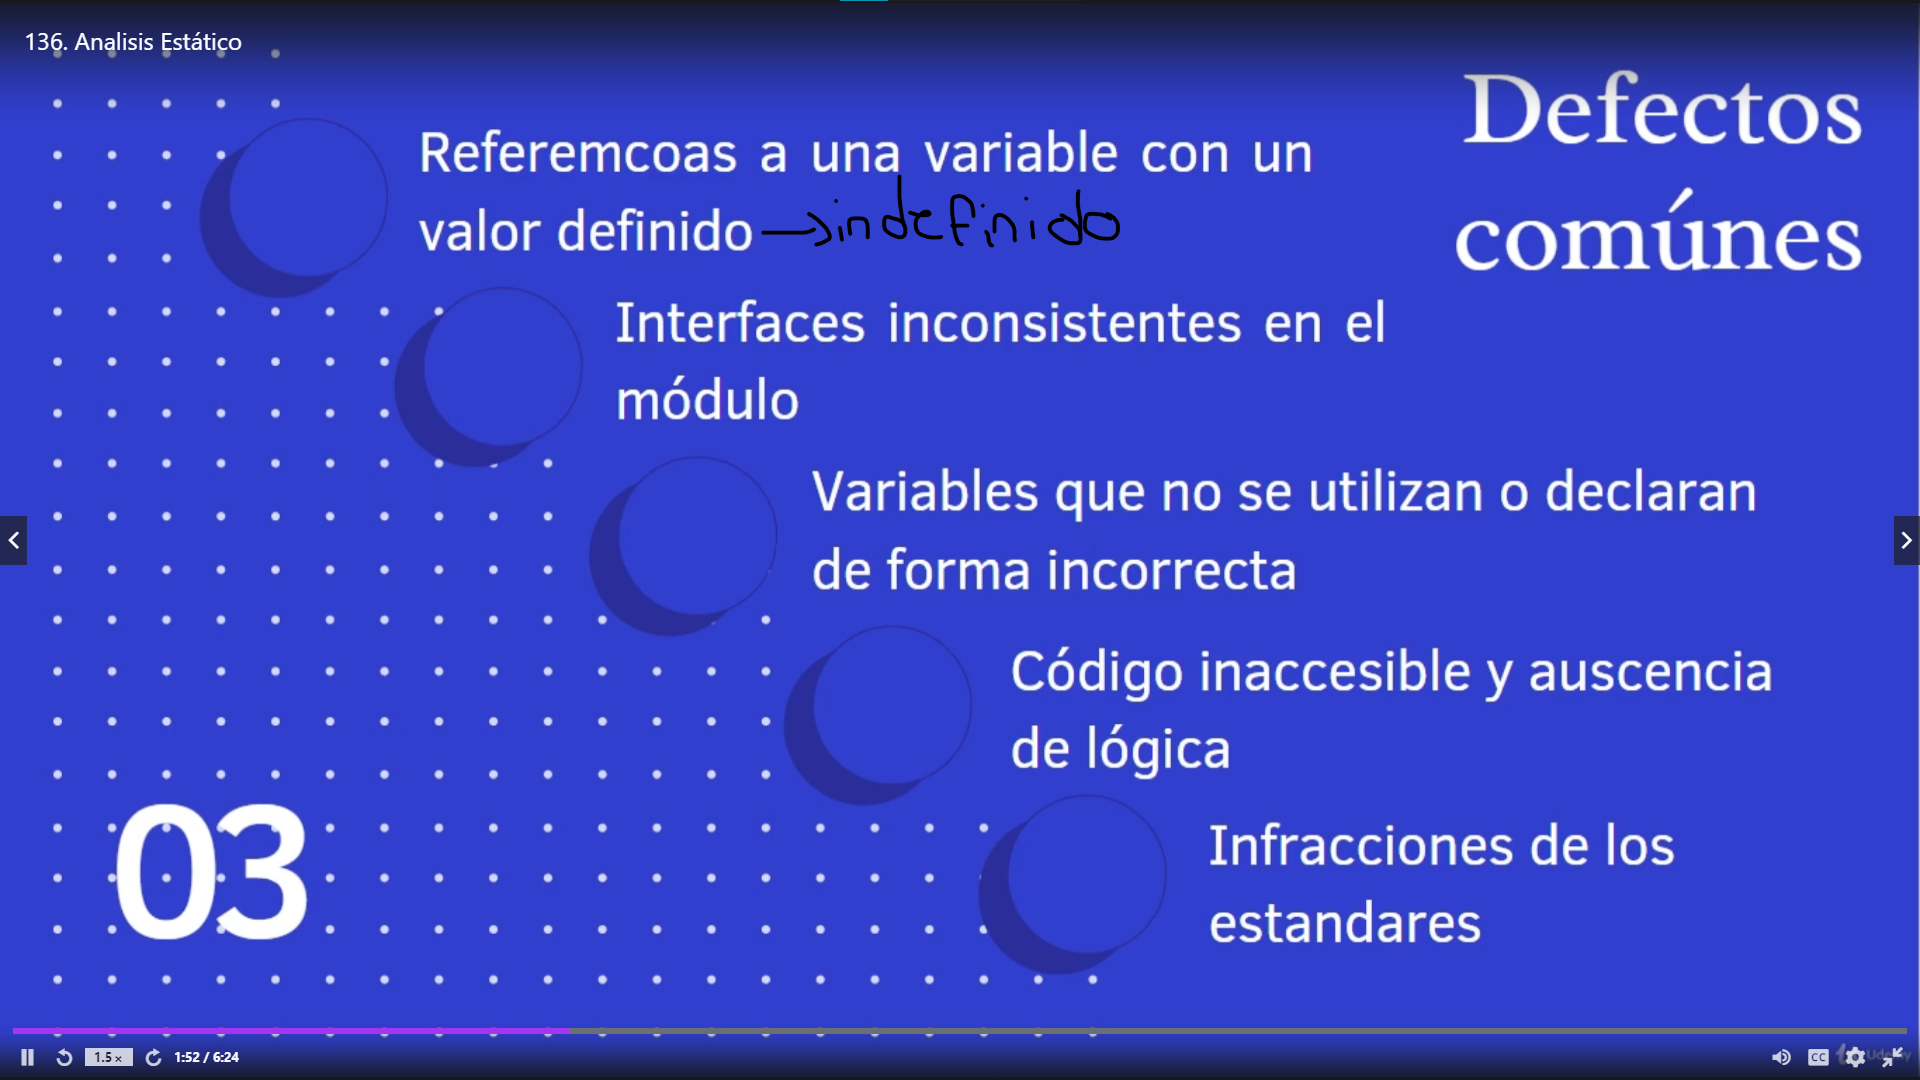 136. Analisis Estático
Defectos
comúnes
Referemcoas a una variable con un
valor definido → indefinido
Interfaces inconsistentes en el
módulo
Variables que no se utilizan o declaran
de forma incorrecta
Código inaccesible y auscencia
de lógica
Infracciones de los
estandares
03
1.5 x 1:52 / 6:24 CC Udemy